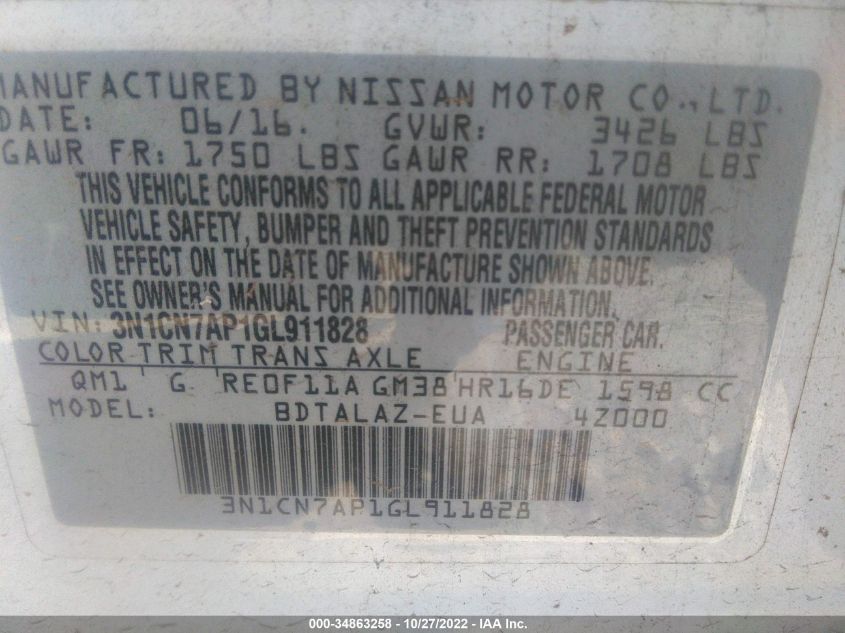 MANUFACTURED BY NISSAN MOTOR CO., LTD.
DATE: 06/16. GVWR: 3426 LBS
GAWR FR: 1750 LBS GAWR RR: 1708 LBS
THIS VEHICLE CONFORMS TO ALL APPLICABLE FEDERAL MOTOR
VEHICLE SAFETY, BUMPER AND THEFT PREVENTION STANDARDS
IN EFFECT ON THE DATE OF MANUFACTURE SHOWN ABOVE.
SEE OWNER'S MANUAL FOR ADDITIONAL INFORMATION.
VIN: 3N1CN7AP1GL911828 PASSENGER CAR.
COLOR TRIM TRANS AXLE ENGINE
QM1 G RE0F11A GM38 HR16DE 1598 CC
MODEL: BDTALAZ-EUA 4Z000
3N1CN7AP1GL911828
000-34863258 - 10/27/2022 - IAA Inc.